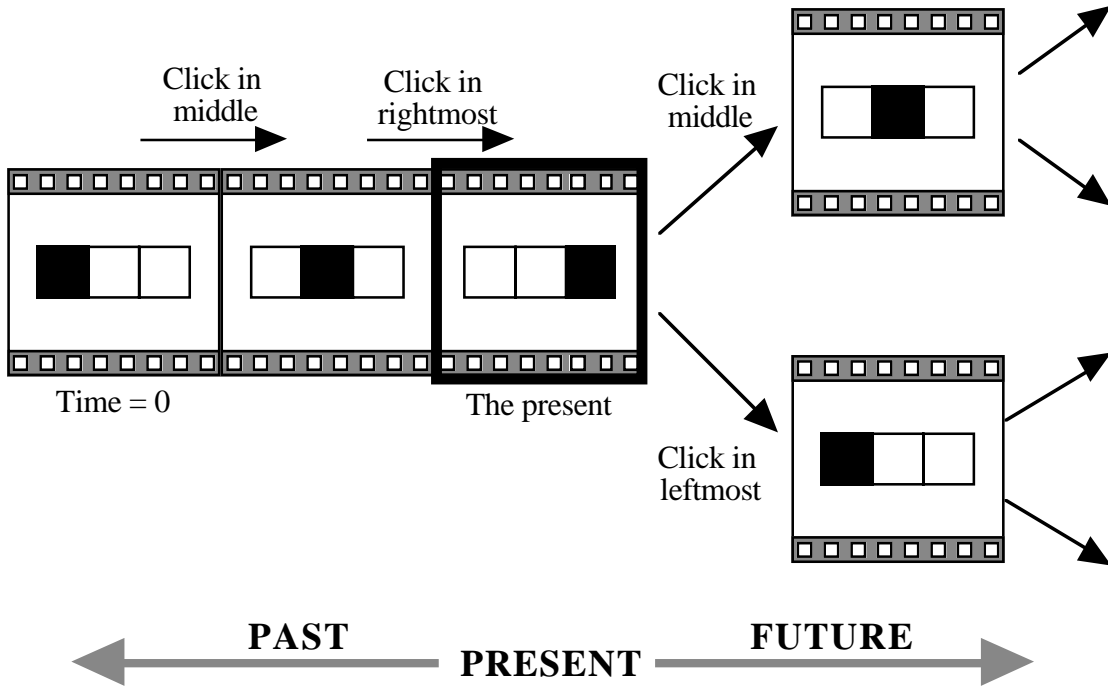 Click in
middle
Click in
rightmost
Click in
middle
Time = 0
The present
Click in
leftmost
PAST
PRESENT
FUTURE